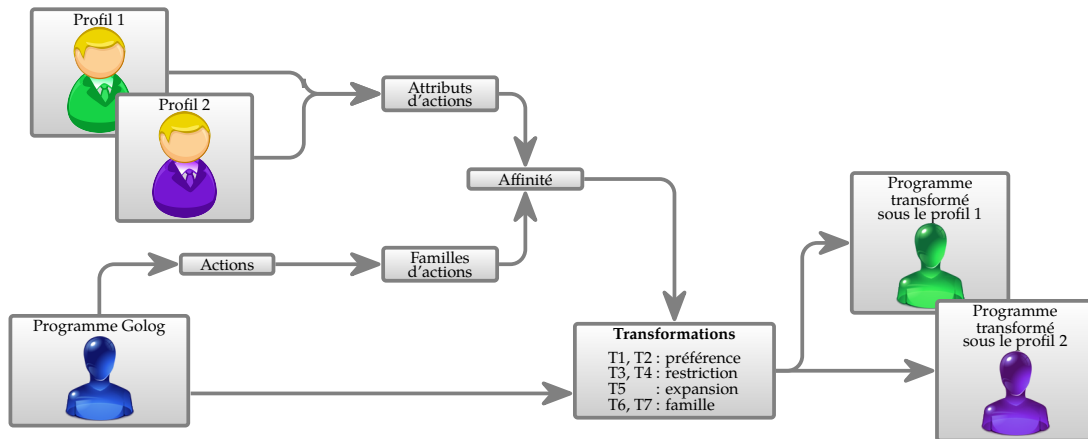 Profil 1
Profil 2
Attributs
d'actions
Affinité
Actions
Familles
d'actions
Programme Golog
Transformations
T1, T2 : préférence
T3, T4 : restriction
T5 : expansion
T6, T7 : famille
Programme
transformé
sous le profil 1
Programme
transformé
sous le profil 2